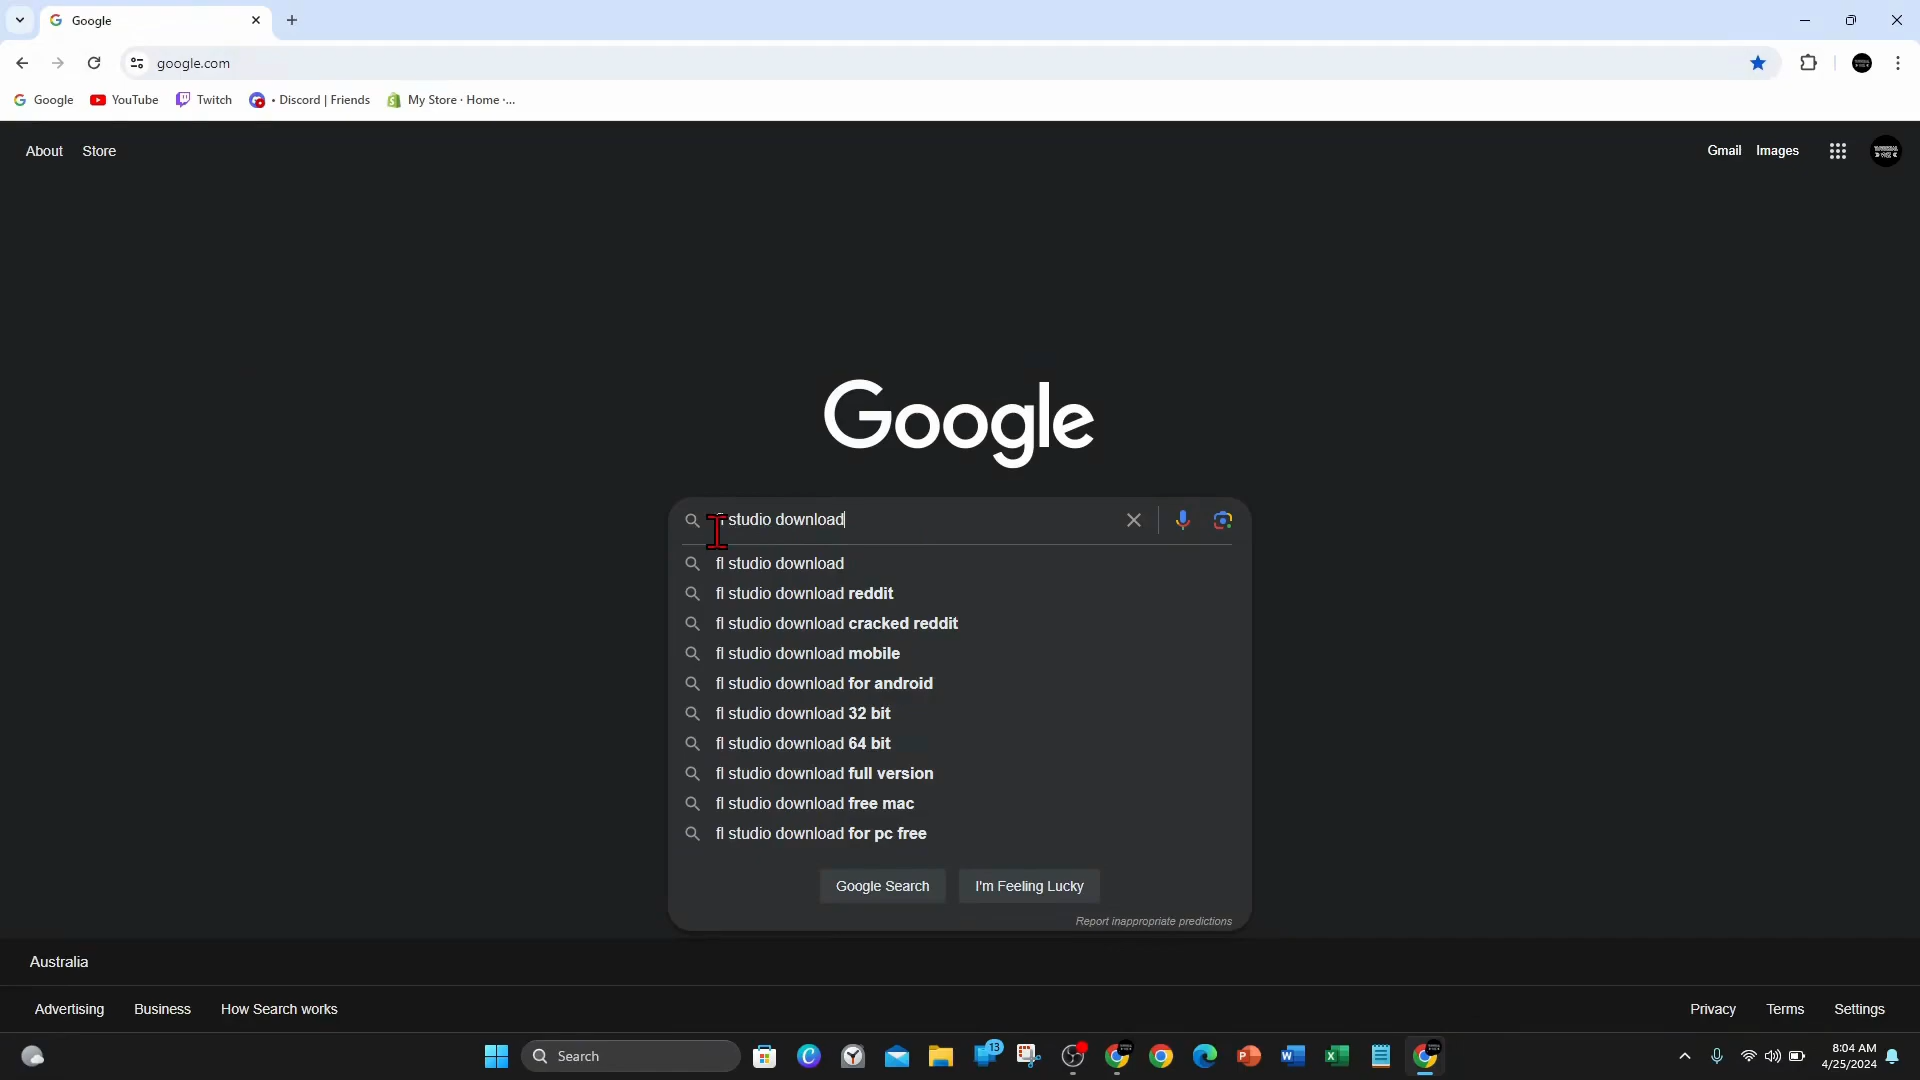 Google
google.com
Google YouTube Twitch • Discord | Friends My Store · Home ·...
About Store
Gmail Images
Google
fl studio download
fl studio download
fl studio download reddit
fl studio download cracked reddit
fl studio download mobile
fl studio download for android
fl studio download 32 bit
fl studio download 64 bit
fl studio download full version
fl studio download free mac
fl studio download for pc free
Google Search I'm Feeling Lucky
Report inappropriate predictions
Australia
Advertising Business How Search works
Privacy Terms Settings
Search
13
8:04 AM
4/25/2024